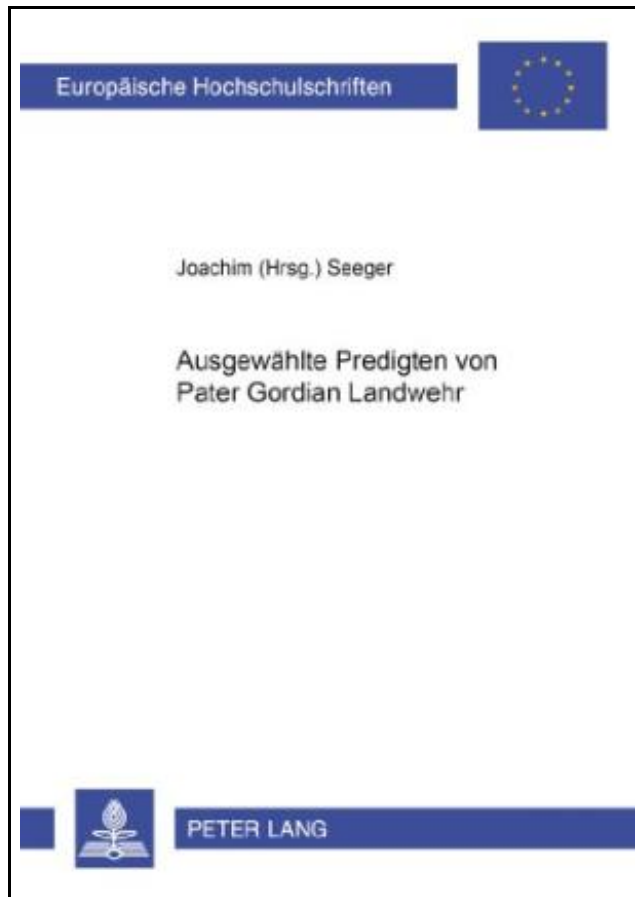 Europäische Hochschulschriften
Joachim (Hrsg.) Seeger
Ausgewählte Predigten von
Pater Gordian Landwehr
PETER LANG